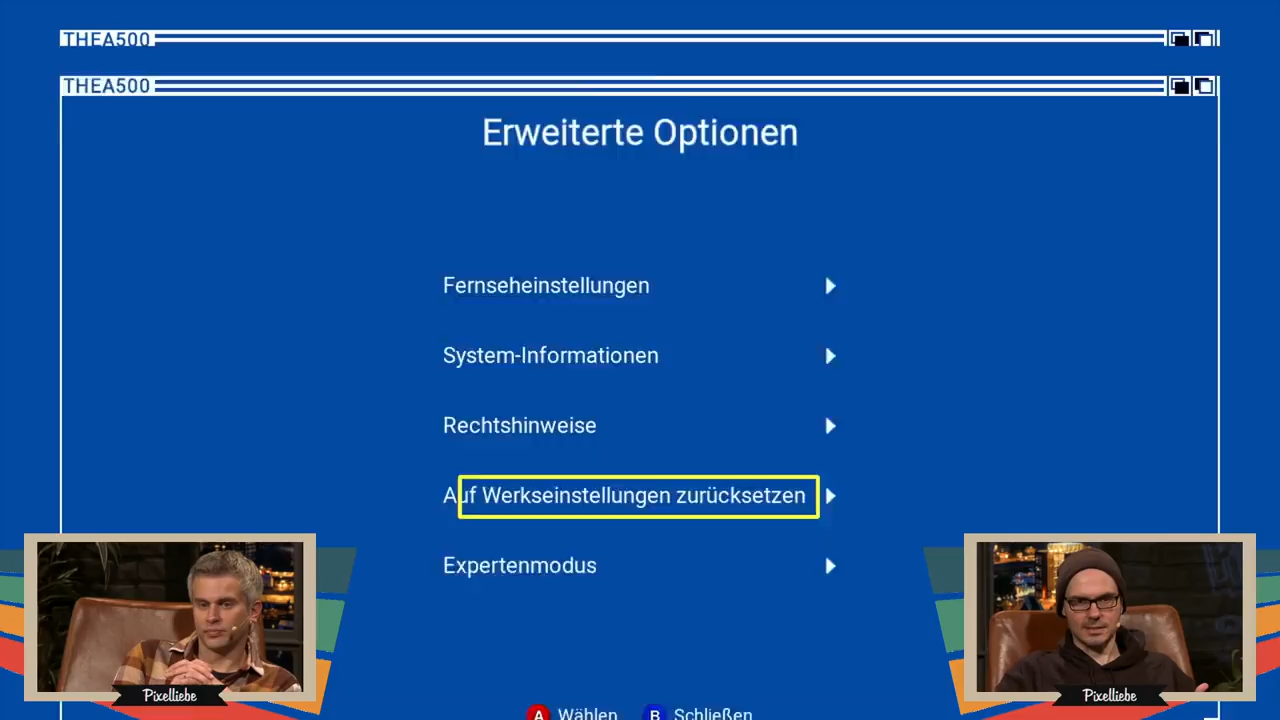 THEA500
THEA500
Erweiterte Optionen
Fernseheinstellungen
System-Informationen
Rechtshinweise
Auf Werkseinstellungen zurücksetzen
Expertenmodus
A Wählen B Schließen
Pixelliebe
Pixelliebe